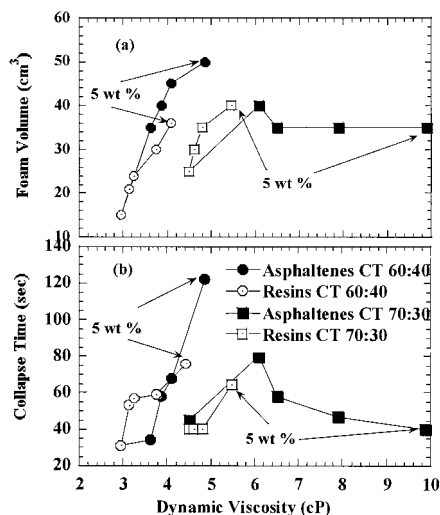 60
(a)
50
5 wt %
40
30
5 wt %
20
10
Foam Volume (cm³)
0
140
(b)
Asphaltenes CT 60:40
120
Resins CT 60:40
Asphaltenes CT 70:30
100
5 wt %
Resins CT 70:30
80
60
5 wt %
40
20
Collapse Time (sec)
2 3 4 5 6 7 8 9 10
Dynamic Viscosity (cP)